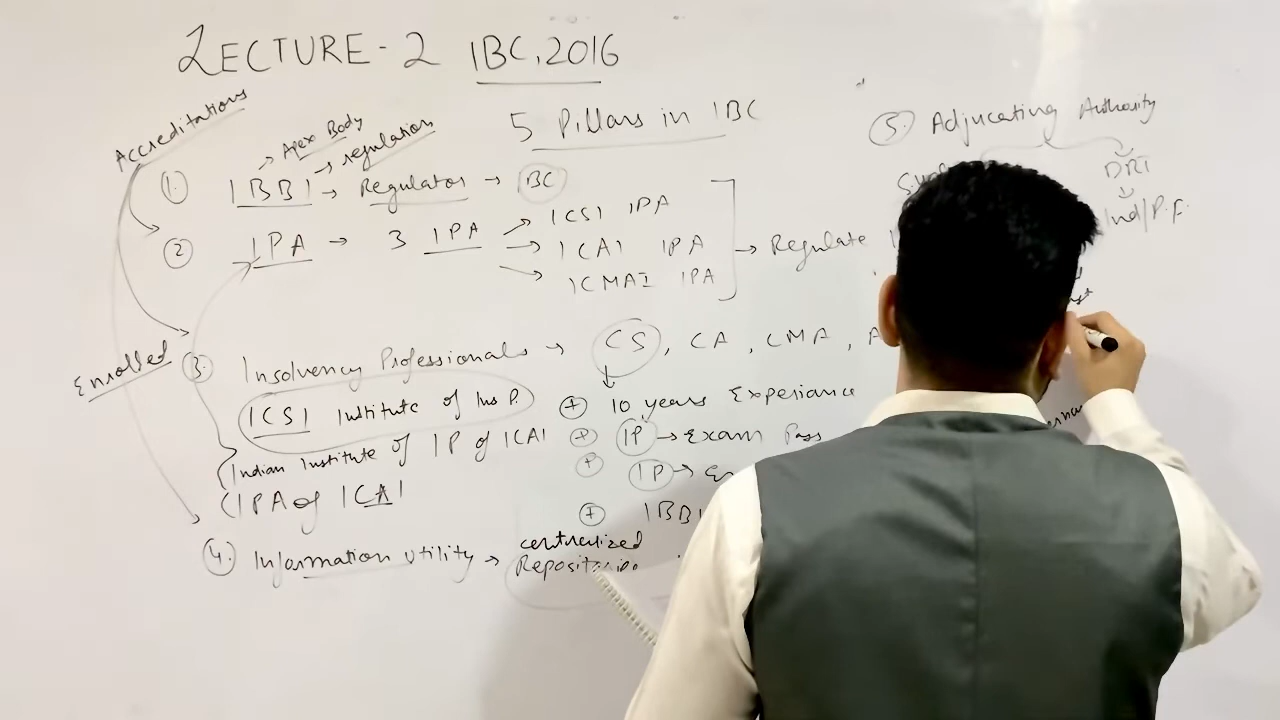 LECTURE - 2 IBC, 2016
5 Pillars in IBC
Accreditations
Apex Body
regulation
1. IBBI → Regulator → BC
2 IPA → 3 IPA → ICSI IPA
→ ICAI IPA
→ ICMAI IPA
→ Regulate
Enrolled
3. Insolvency Professionals → CS, CA, CMA, A
ICSI Institute of Ins P.
Indian Institute of IP of ICAI
IPA of ICAI
+ 10 years Experiance
+ IP → Exam Pass
+ IP →
+ IBBI
4. Information Utility → centralized
5. Adjucating Authority
DRT
Ind/P.F.